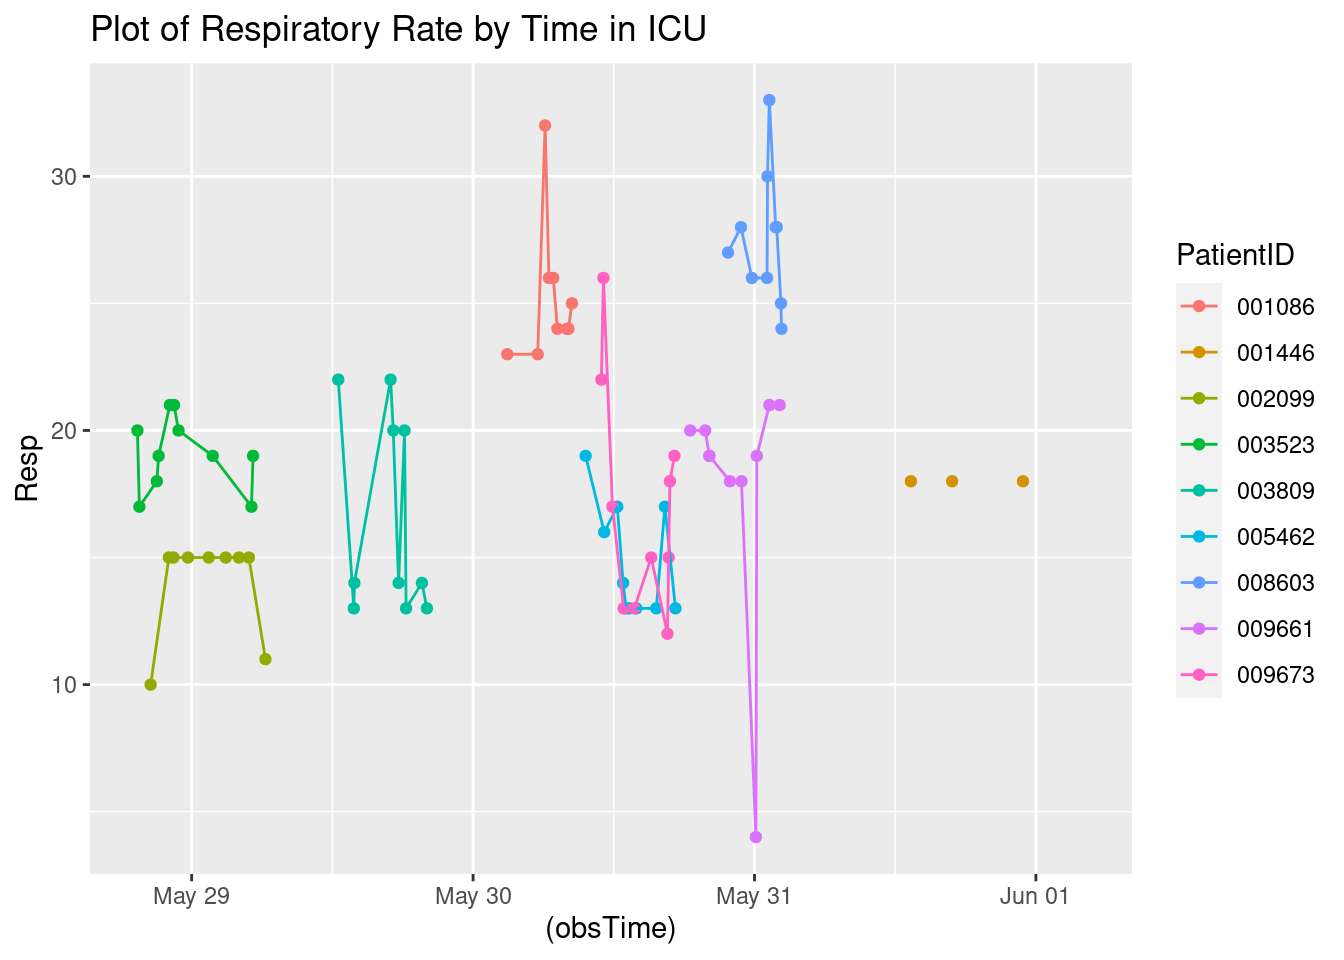 Plot of Respiratory Rate by Time in ICU
Resp
30
20
10
May 29
May 30
May 31
Jun 01
(obsTime)
PatientID
001086
001446
002099
003523
003809
005462
008603
009661
009673